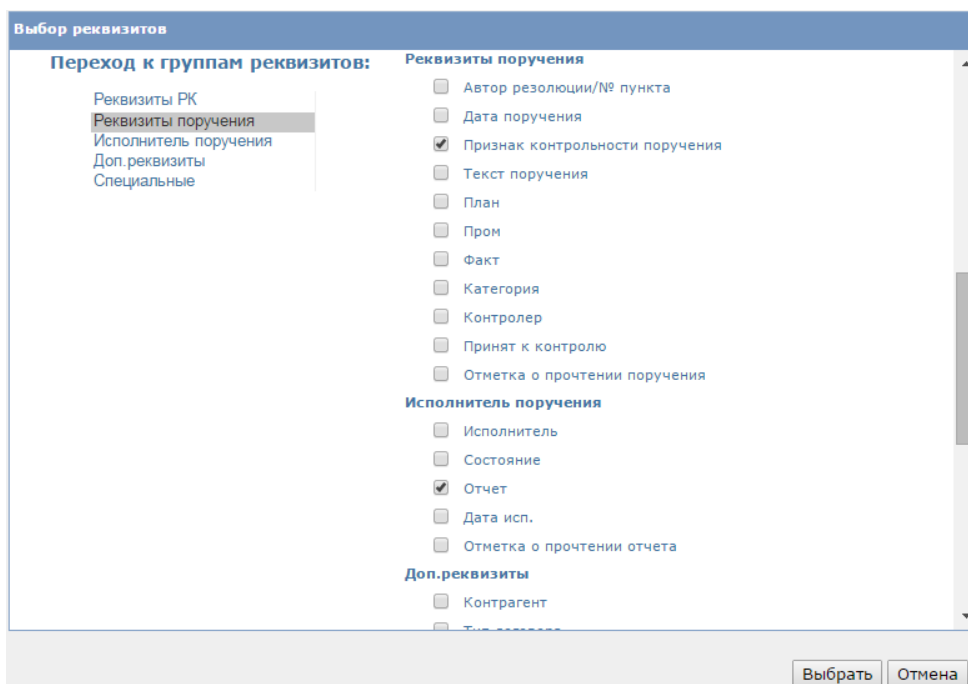 Выбор реквизитов
Переход к группам реквизитов:
Реквизиты РК
Реквизиты поручения
Исполнитель поручения
Доп.реквизиты
Специальные
Реквизиты поручения
Автор резолюции/№ пункта
Дата поручения
Признак контрольности поручения
Текст поручения
План
Пром
Факт
Категория
Контролер
Принят к контролю
Отметка о прочтении поручения
Исполнитель поручения
Исполнитель
Состояние
Отчет
Дата исп.
Отметка о прочтении отчета
Доп.реквизиты
Контрагент
Выбрать Отмена